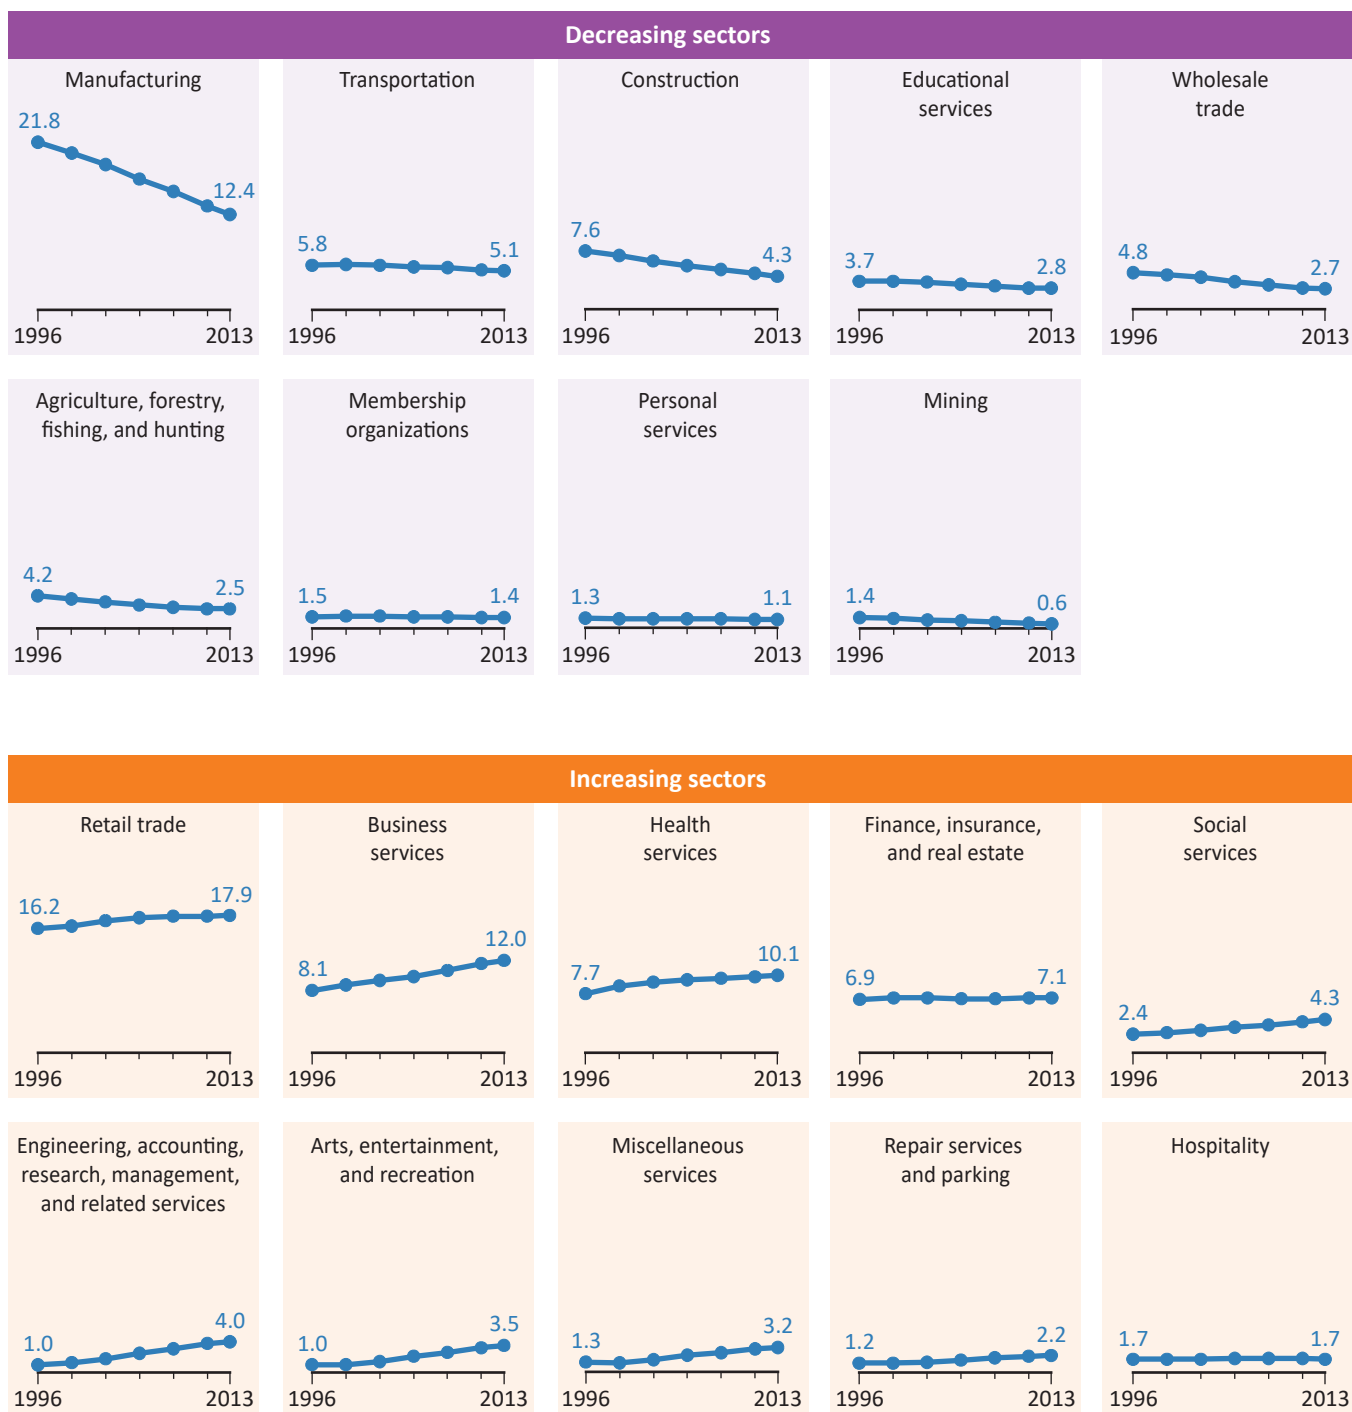 Decreasing sectors
Manufacturing
21.8
12.4
1996 2013
Transportation
5.8
5.1
1996 2013
Construction
7.6
4.3
1996 2013
Educational
services
3.7
2.8
1996 2013
Wholesale
trade
4.8
2.7
1996 2013
Agriculture, forestry,
fishing, and hunting
4.2
2.5
1996 2013
Membership
organizations
1.5
1.4
1996 2013
Personal
services
1.3
1.1
1996 2013
Mining
1.4
0.6
1996 2013
Increasing sectors
Retail trade
16.2
17.9
1996 2013
Business
services
8.1
12.0
1996 2013
Health
services
7.7
10.1
1996 2013
Finance, insurance,
and real estate
6.9
7.1
1996 2013
Social
services
2.4
4.3
1996 2013
Engineering, accounting,
research, management,
and related services
1.0
4.0
1996 2013
Arts, entertainment,
and recreation
1.0
3.5
1996 2013
Miscellaneous
services
1.3
3.2
1996 2013
Repair services
and parking
1.2
2.2
1996 2013
Hospitality
1.7
1.7
1996 2013